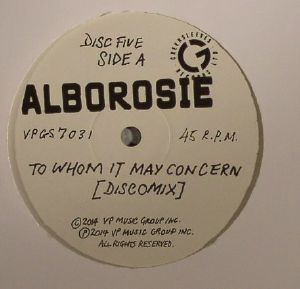 DISC FIVE
SIDE A
GREENSLEEVES
G
ALBOROSIE
VPGS7031
45 R.P.M.
TO WHOM IT MAY CONCERN
[DISCOMIX]
© 2014 VP MUSIC GROUP INC.
℗ 2014 VP MUSIC GROUP INC.
ALL RIGHTS RESERVED.